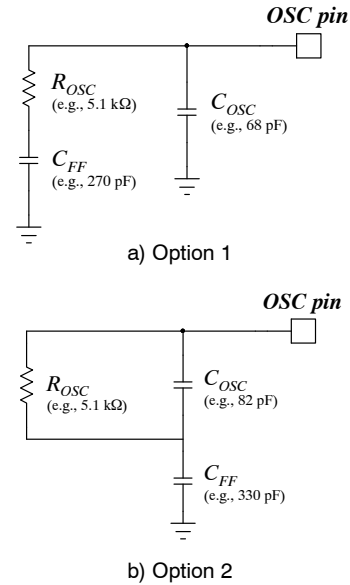 OSC pin
R_OSC
(e.g., 5.1 kΩ)
C_OSC
(e.g., 68 pF)
C_FF
(e.g., 270 pF)
a) Option 1
OSC pin
R_OSC
(e.g., 5.1 kΩ)
C_OSC
(e.g., 82 pF)
C_FF
(e.g., 330 pF)
b) Option 2